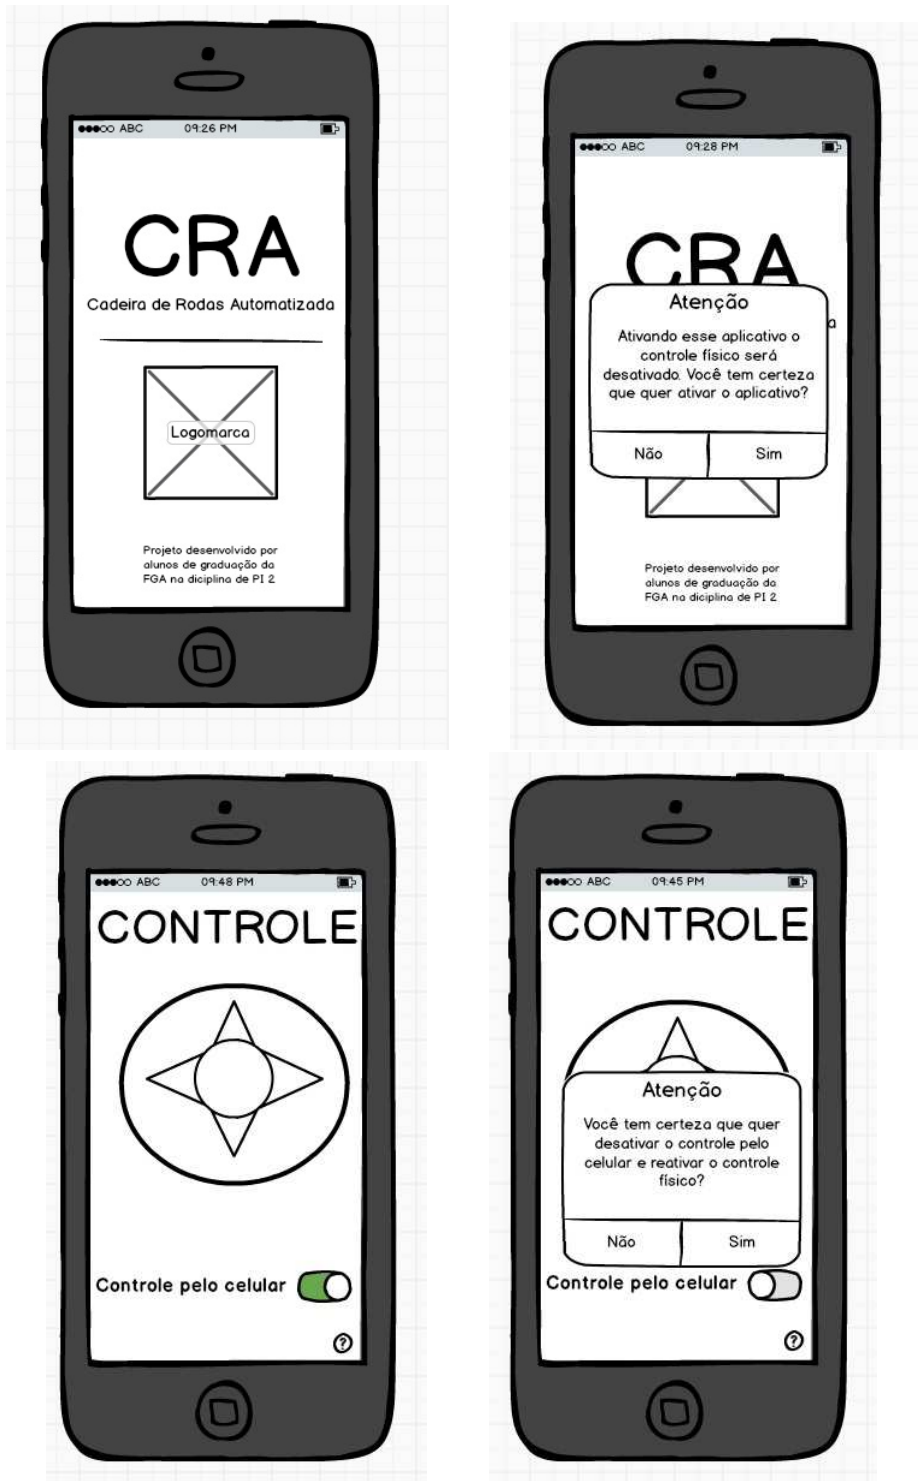 ABC 09:26 PM
CRA
Cadeira de Rodas Automatizada
Logomarca
Projeto desenvolvido por
alunos de graduação da
FGA na diciplina de PI 2
ABC 09:28 PM
CRA
a
Atenção
Ativando esse aplicativo o
controle físico será
desativado. Você tem certeza
que quer ativar o aplicativo?
Não Sim
Projeto desenvolvido por
alunos de graduação da
FGA na diciplina de PI 2
ABC 09:48 PM
CONTROLE
Controle pelo celular
?
ABC 09:45 PM
CONTROLE
Atenção
Você tem certeza que quer
desativar o controle pelo
celular e reativar o controle
físico?
Não Sim
Controle pelo celular
?